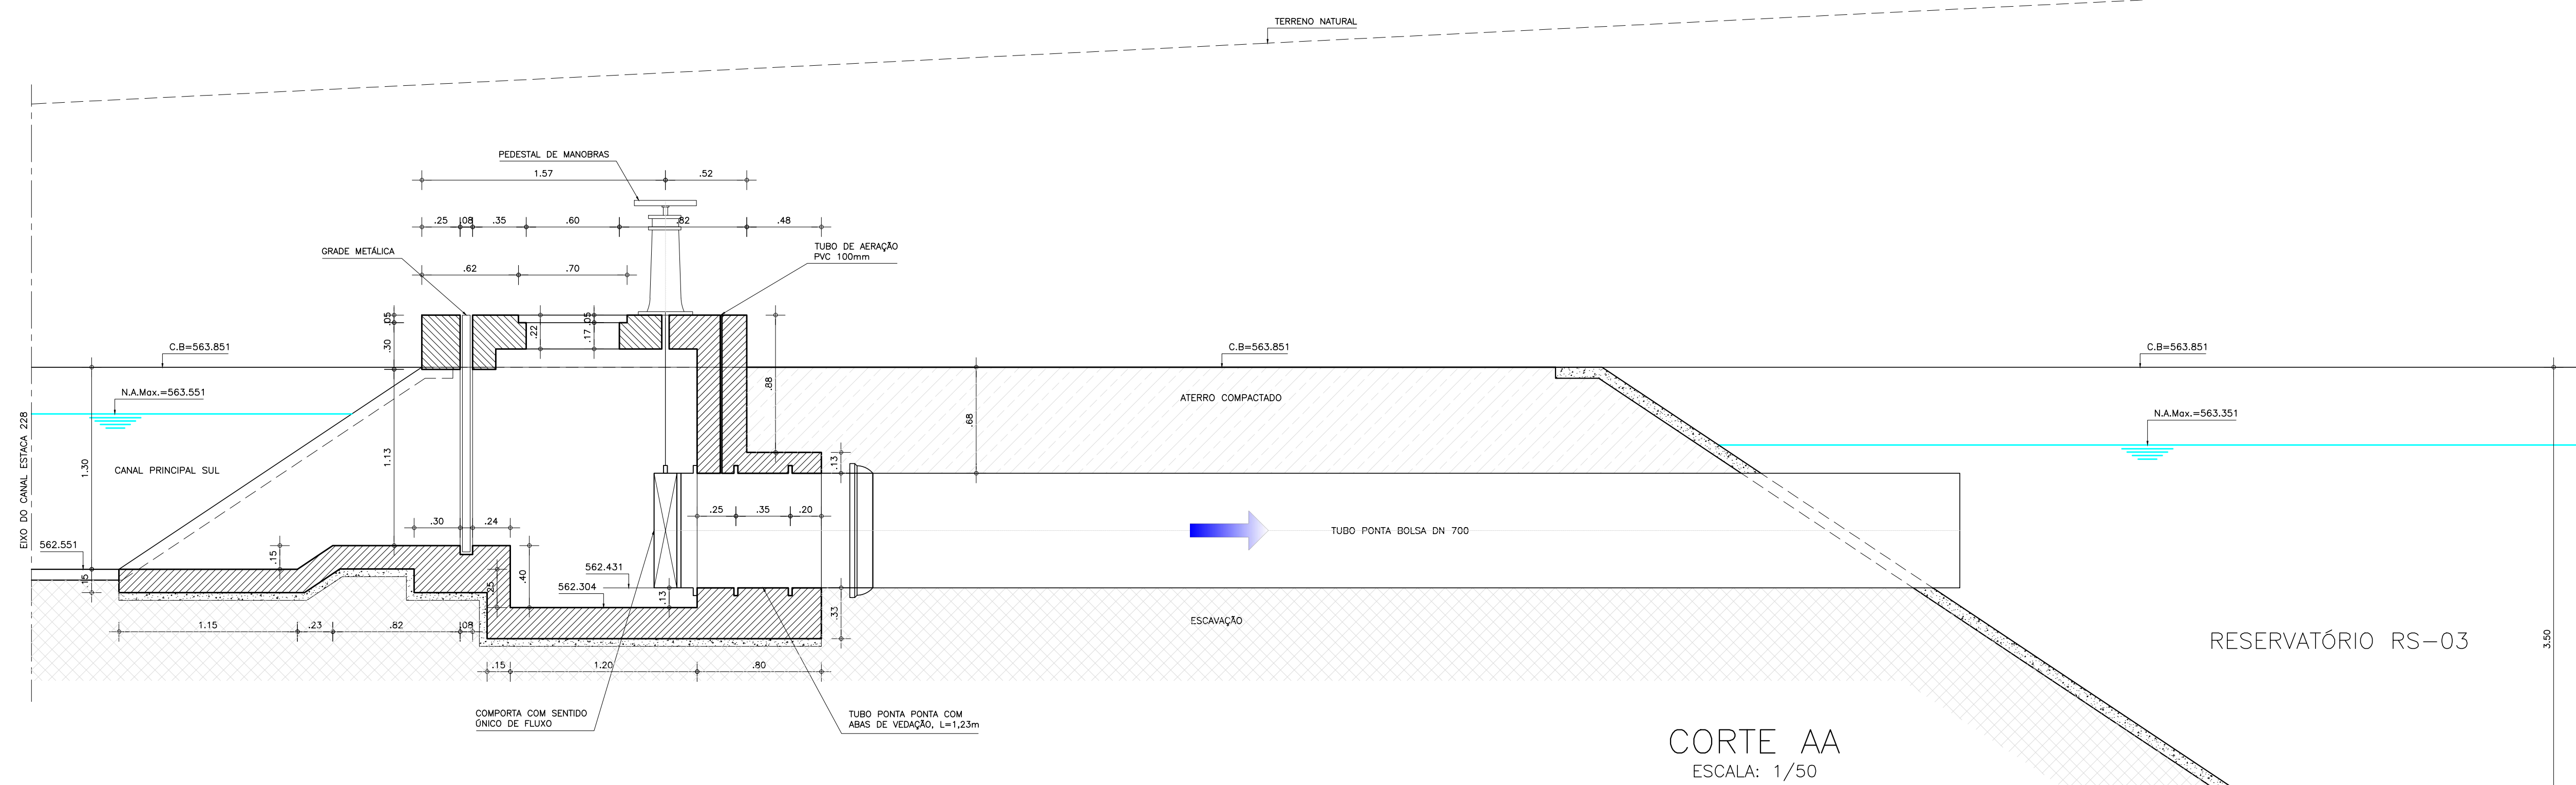 TERRENO NATURAL
PEDESTAL DE MANOBRAS
1.57
.52
.25
.08
.35
.60
.82
.48
GRADE METÁLICA
TUBO DE AERAÇÃO
PVC 100mm
.62
.70
.05
.30
.22
.17
.05
.88
C.B=563.851
C.B=563.851
C.B=563.851
N.A.Max.=563.551
ATERRO COMPACTADO
N.A.Max.=563.351
EIXO DO CANAL ESTACA 228
1.30
CANAL PRINCIPAL SUL
1.13
.68
.13
.30
.24
.25
.35
.20
TUBO PONTA BOLSA DN 700
562.551
.15
.15
.25
.40
562.431
562.304
.13
.33
ESCAVAÇÃO
1.15
.23
.82
.08
.15
1.20
.80
RESERVATÓRIO RS-03
3.50
COMPORTA COM SENTIDO
ÚNICO DE FLUXO
TUBO PONTA PONTA COM
ABAS DE VEDAÇÃO, L=1,23m
CORTE AA
ESCALA: 1/50